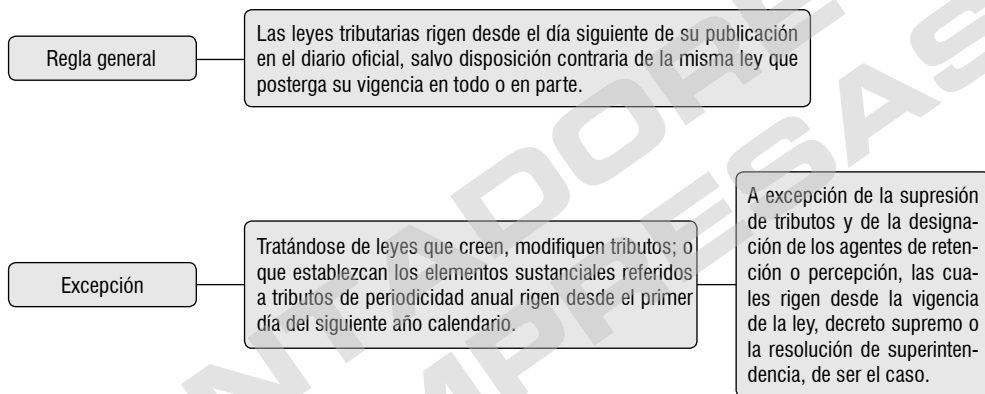 Regla general
Las leyes tributarias rigen desde el día siguiente de su publicación
en el diario oficial, salvo disposición contraria de la misma ley que
posterga su vigencia en todo o en parte.
Excepción
Tratándose de leyes que creen, modifiquen tributos; o
que establezcan los elementos sustanciales referidos
a tributos de periodicidad anual rigen desde el primer
día del siguiente año calendario.
A excepción de la supresión
de tributos y de la designa-
ción de los agentes de reten-
ción o percepción, las cua-
les rigen desde la vigencia
de la ley, decreto supremo o
la resolución de superinten-
dencia, de ser el caso.